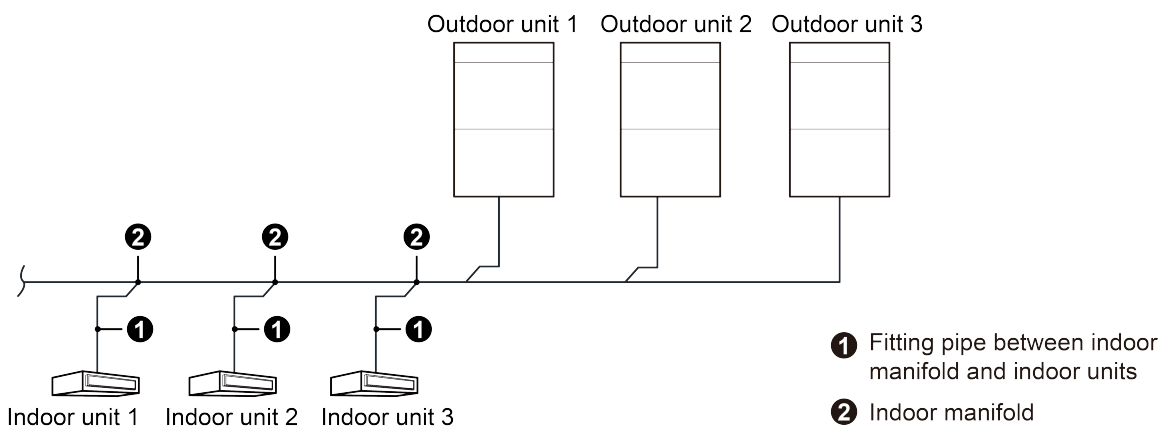 Outdoor unit 1 Outdoor unit 2 Outdoor unit 3
2 2 2
1 1 1
Indoor unit 1 Indoor unit 2 Indoor unit 3
1 Fitting pipe between indoor
manifold and indoor units
2 Indoor manifold